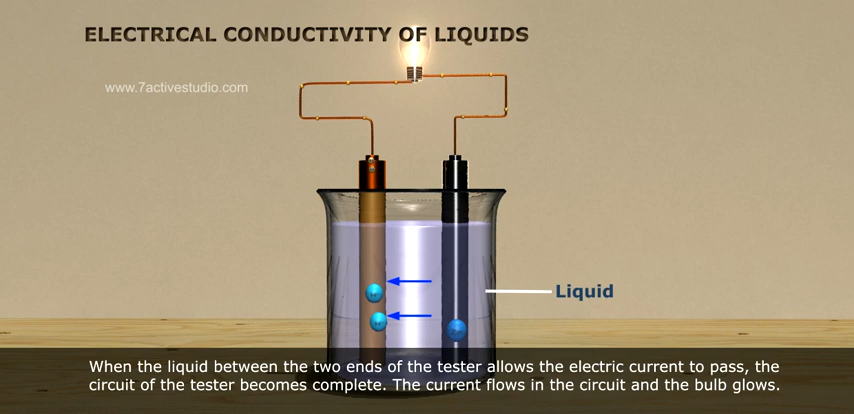 ELECTRICAL CONDUCTIVITY OF LIQUIDS
www.7activestudio.com
Liquid
When the liquid between the two ends of the tester allows the electric current to pass, the
circuit of the tester becomes complete. The current flows in the circuit and the bulb glows.